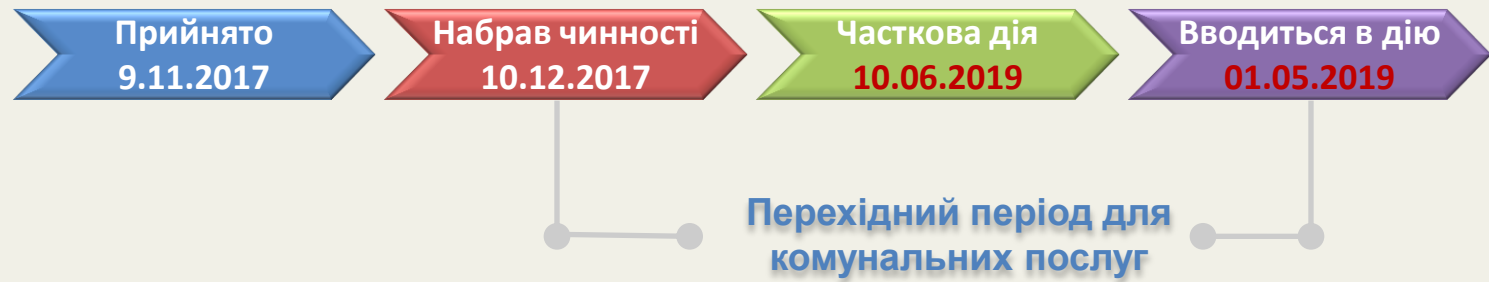 Прийнято
9.11.2017
Набрав чинності
10.12.2017
Часткова дія
10.06.2019
Вводиться в дію
01.05.2019
Перехідний період для
комунальних послуг